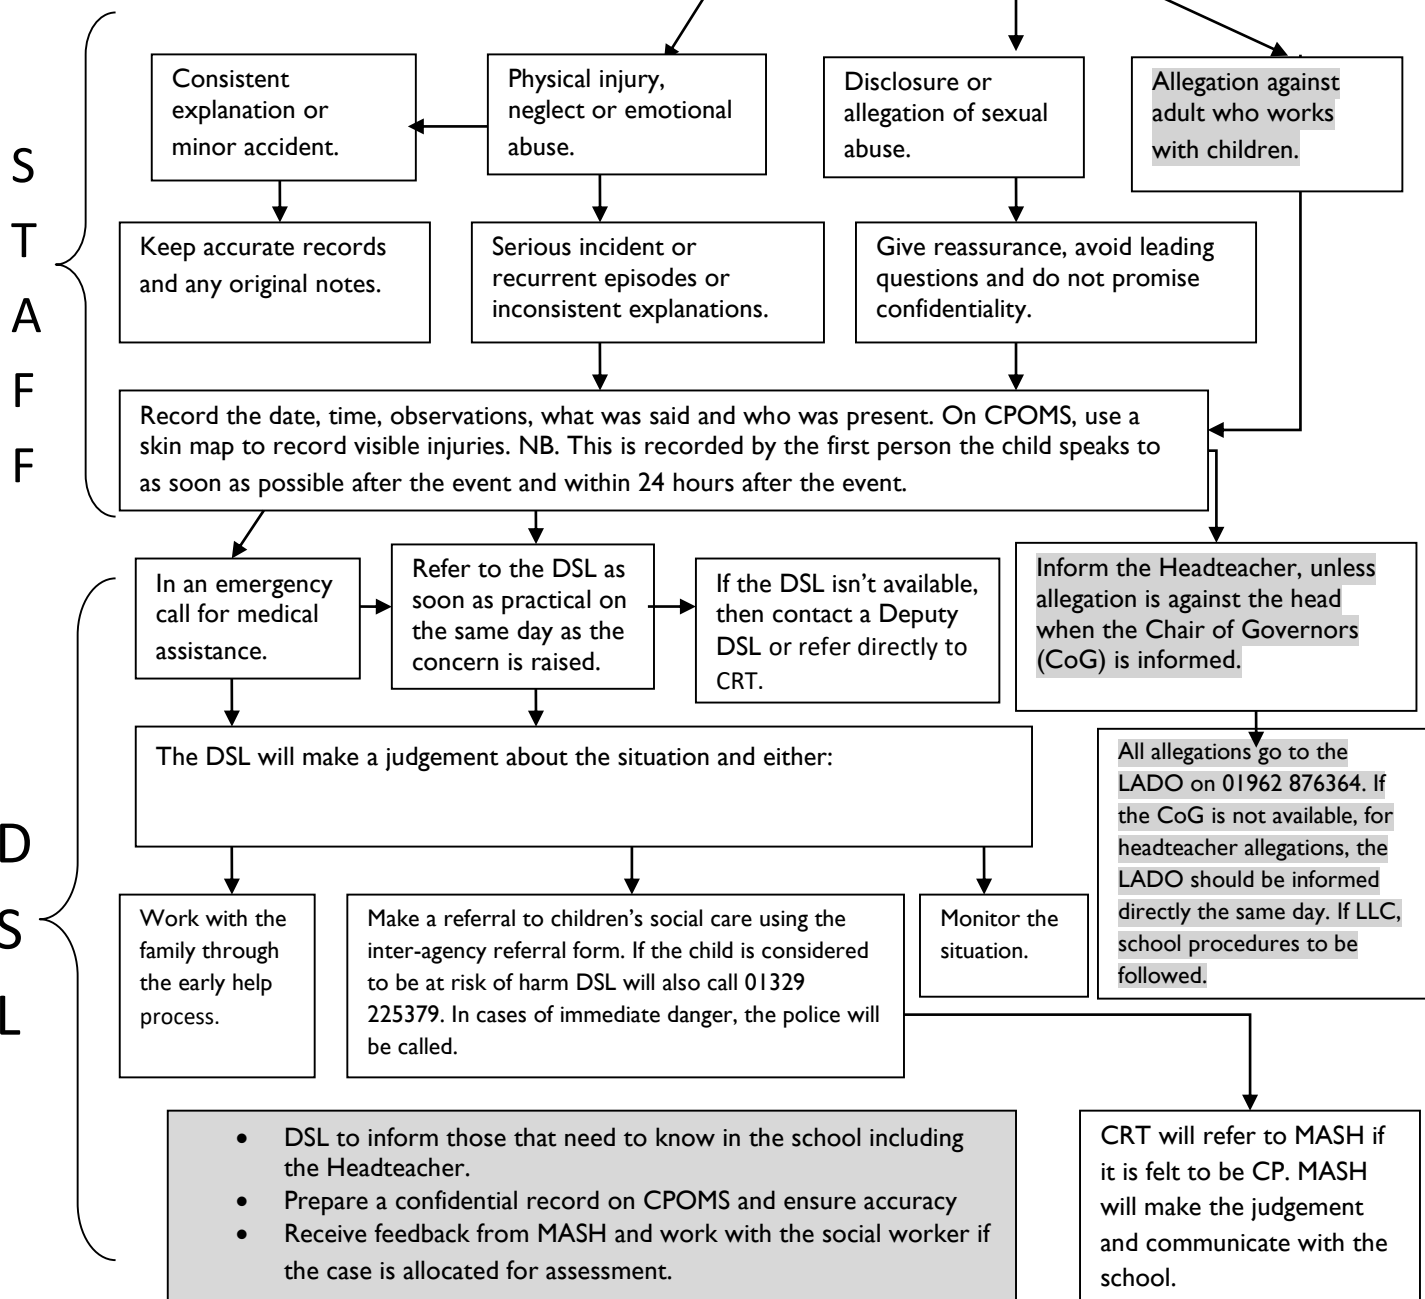 S
T
A
F
F
Consistent
explanation or
minor accident.
Physical injury,
neglect or emotional
abuse.
Disclosure or
allegation of sexual
abuse.
Allegation against
adult who works
with children.
Keep accurate records
and any original notes.
Serious incident or
recurrent episodes or
inconsistent explanations.
Give reassurance, avoid leading
questions and do not promise
confidentiality.
Record the date, time, observations, what was said and who was present. On CPOMS, use a
skin map to record visible injuries. NB. This is recorded by the first person the child speaks to
as soon as possible after the event and within 24 hours after the event.
D
S
L
In an emergency
call for medical
assistance.
Refer to the DSL as
soon as practical on
the same day as the
concern is raised.
If the DSL isn’t available,
then contact a Deputy
DSL or refer directly to
CRT.
Inform the Headteacher, unless
allegation is against the head
when the Chair of Governors
(CoG) is informed.
The DSL will make a judgement about the situation and either:
All allegations go to the
LADO on 01962 876364. If
the CoG is not available, for
headteacher allegations, the
LADO should be informed
directly the same day. If LLC,
school procedures to be
followed.
Work with the
family through
the early help
process.
Make a referral to children’s social care using the
inter-agency referral form. If the child is considered
to be at risk of harm DSL will also call 01329
225379. In cases of immediate danger, the police will
be called.
Monitor the
situation.
• DSL to inform those that need to know in the school including
the Headteacher.
• Prepare a confidential record on CPOMS and ensure accuracy
• Receive feedback from MASH and work with the social worker if
the case is allocated for assessment.
CRT will refer to MASH if
it is felt to be CP. MASH
will make the judgement
and communicate with the
school.